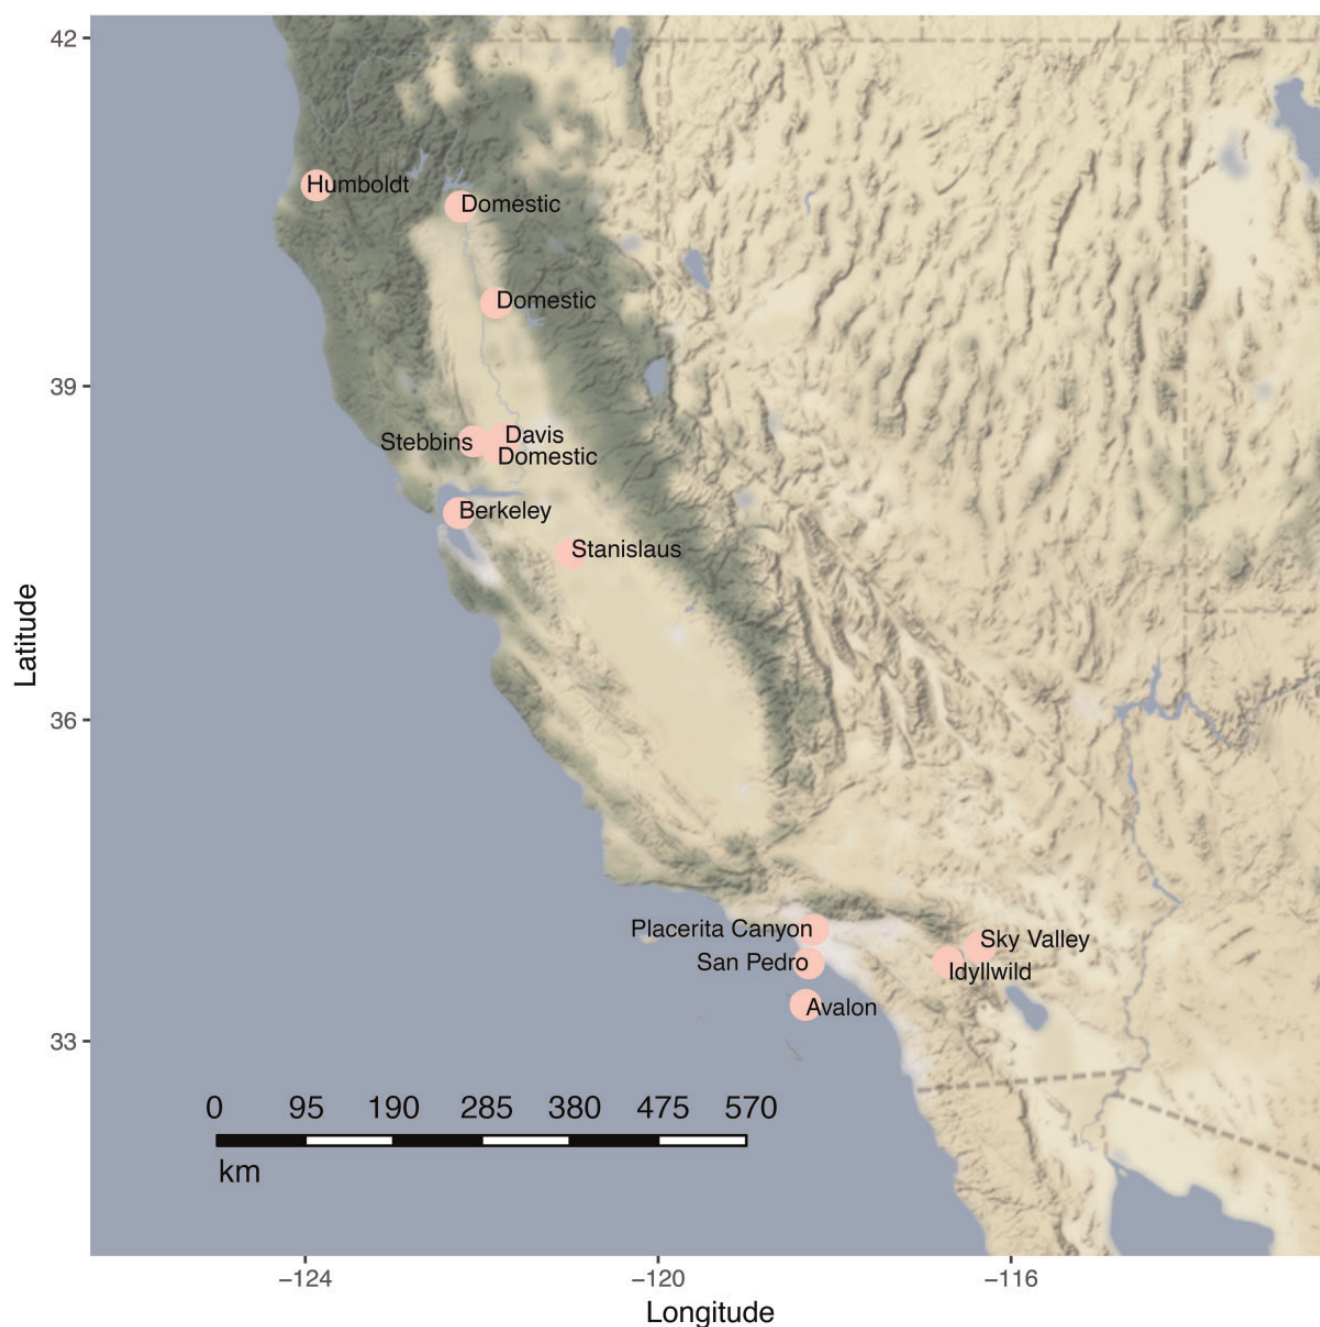 42
Humboldt
Domestic
Domestic
39
Stebbins
Davis
Domestic
Berkeley
Stanislaus
Latitude
36
Placerita Canyon
Sky Valley
San Pedro
Idyllwild
Avalon
33
0 95 190 285 380 475 570
km
−124 −120 −116
Longitude